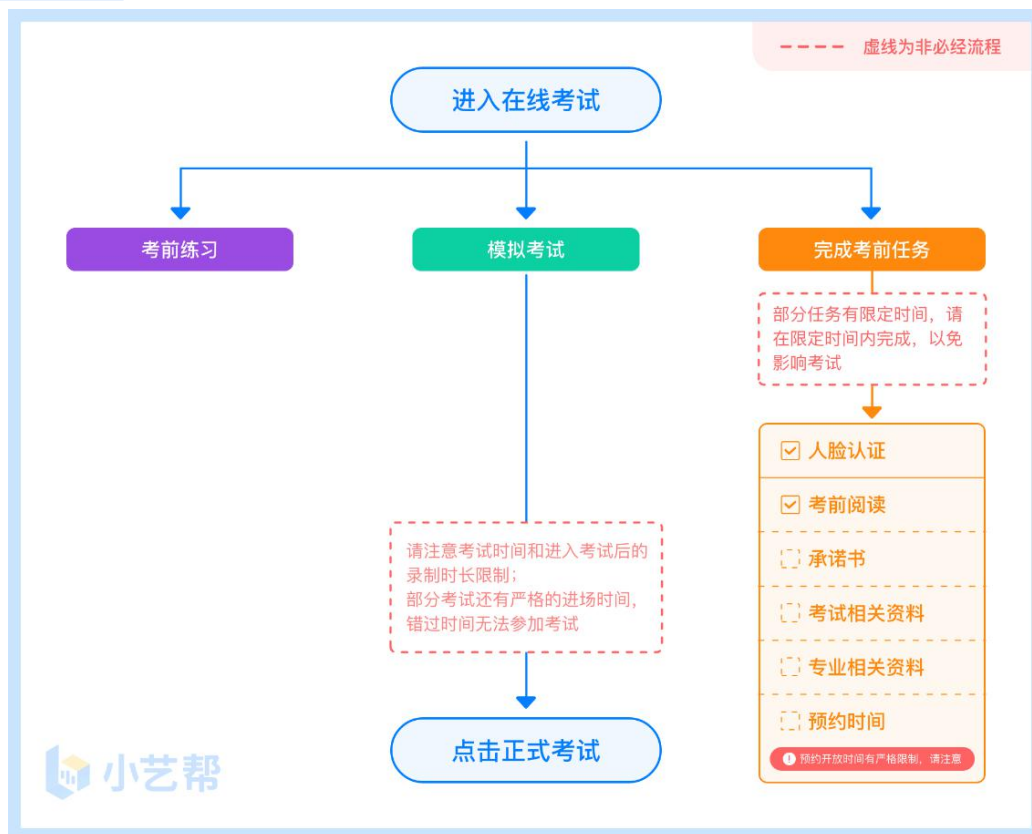 虚线为非必经流程
进入在线考试
考前练习
模拟考试
完成考前任务
部分任务有限定时间，请
在限定时间内完成，以免
影响考试
人脸认证
考前阅读
承诺书
考试相关资料
专业相关资料
预约时间
预约开放时间有严格限制，请注意
请注意考试时间和进入考试后的
录制时长限制；
部分考试还有严格的进场时间，
错过时间无法参加考试
点击正式考试
小艺帮